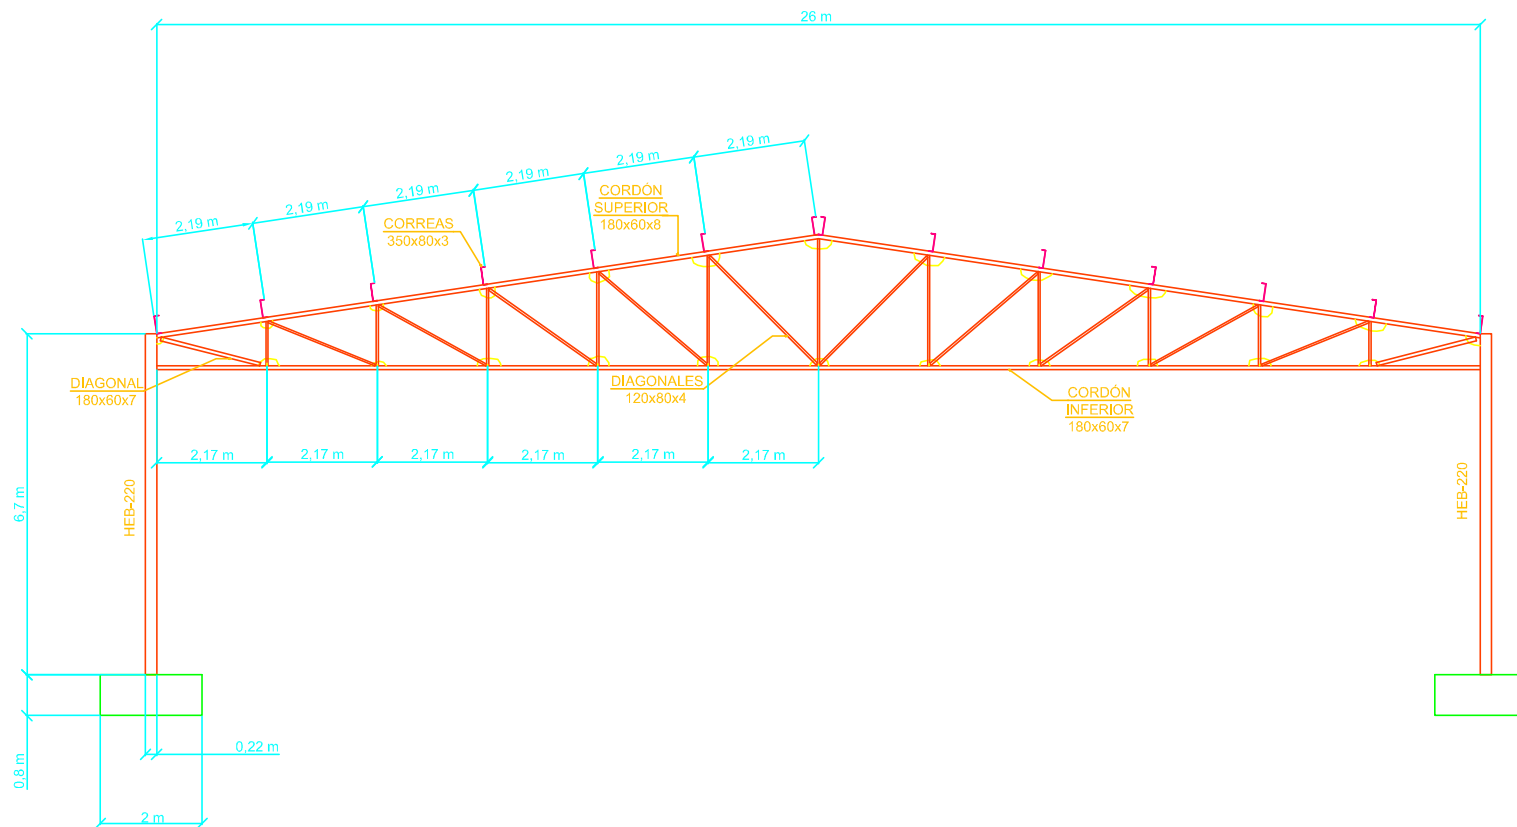 26 m
2,19 m
2,19 m
2,19 m
2,19 m
2,19 m
2,19 m
CORDÓN
SUPERIOR
180x60x8
CORREAS
350x80x3
DIAGONAL
180x60x7
DIAGONALES
120x80x4
CORDÓN
INFERIOR
180x60x7
2,17 m
2,17 m
2,17 m
2,17 m
2,17 m
2,17 m
6,7 m
HEB-220
HEB-220
0,22 m
0,8 m
2 m